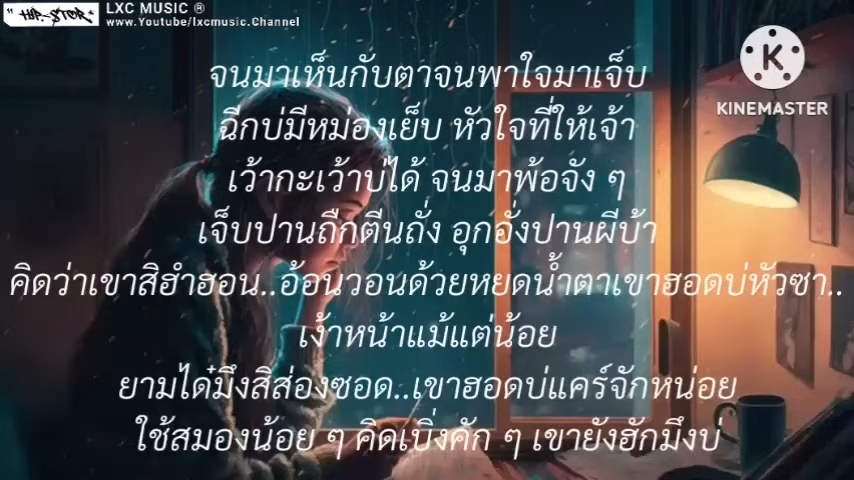 HIP-STER
LXC MUSIC ®
www.Youtube/lxcmusic.Channel
KINEMASTER
จนมาเห็นกับตาจนพาใจมาเจ็บ
ฉีกบ่มีหม่องเย็บ หัวใจที่ให้เจ้า
เว้ากะเว้าบ่ได้ จนมาพ้อจัง ๆ
เจ็บปานถืกตีนถั่ง อุกอั่งปานผีบ้า
คิดว่าเขาสิฮำฮอน..อ้อนวอนด้วยหยดน้ำตาเขาฮอดบ่หัวซา..
เง้าหน้าแม้แต่น้อย
ยามได๋มึงสิส่องซอด..เขาฮอดบ่แคร์จักหน่อย
ใช้สมองน้อย ๆ คิดเบิ่งคัก ๆ เขายังฮักมึงบ่